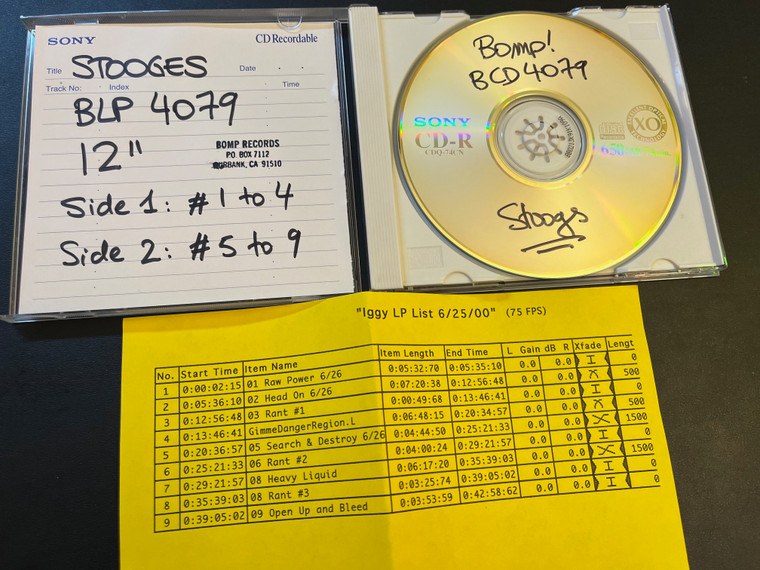 SONY CD Recordable
Title STOOGES Date
Track No: Index Time
BLP 4079
12"
BOMP RECORDS
P.O. BOX 7112
BURBANK, CA 91510
Side 1: #1 to 4
Side 2: #5 to 9
Bomp!
BCD 4079
SONY
CD-R
CDQ-74CN
XO
650
Stoogs
"Iggy LP List 6/25/00" (75 FPS)
No. Start Time Item Name Item Length End Time L Gain dB R Xfade Lengt
1 0:00:02:15 01 Raw Power 6/26 0:05:32:70 0:05:35:10 0.0 0.0 0
2 0:05:36:10 02 Head On 6/26 0:07:20:38 0:12:56:48 0.0 0.0 500
3 0:12:56:48 03 Rant #1 0:00:49:68 0:13:46:41 0.0 0.0 0
4 0:13:46:41 GimmeDangerRegion.L 0:06:48:15 0:20:34:57 0.0 0.0 500
5 0:20:36:57 05 Search & Destroy 6/26 0:04:44:50 0:25:21:33 0.0 0.0 1500
6 0:25:21:33 06 Rant #2 0:04:00:24 0:29:21:57 0.0 0.0 0
7 0:29:21:57 08 Heavy Liquid 0:06:17:20 0:35:39:03 0.0 0.0 1500
8 0:35:39:03 08 Rant #3 0:03:25:74 0:39:05:02 0.0 0.0 0
9 0:39:05:02 09 Open Up and Bleed 0:03:53:59 0:42:58:62 0.0 0.0 0